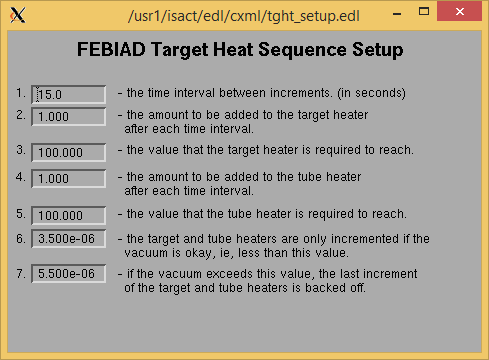 /usr1/isact/edl/cxml/tght_setup.edl
FEBIAD Target Heat Sequence Setup
1. 15.0 - the time interval between increments. (in seconds)
2. 1.000 - the amount to be added to the target heater
after each time interval.
3. 100.000 - the value that the target heater is required to reach.
4. 1.000 - the amount to be added to the tube heater
after each time interval.
5. 100.000 - the value that the tube heater is required to reach.
6. 3.500e-06 - the target and tube heaters are only incremented if the
vacuum is okay, ie, less than this value.
7. 5.500e-06 - if the vacuum exceeds this value, the last increment
of the target and tube heaters is backed off.